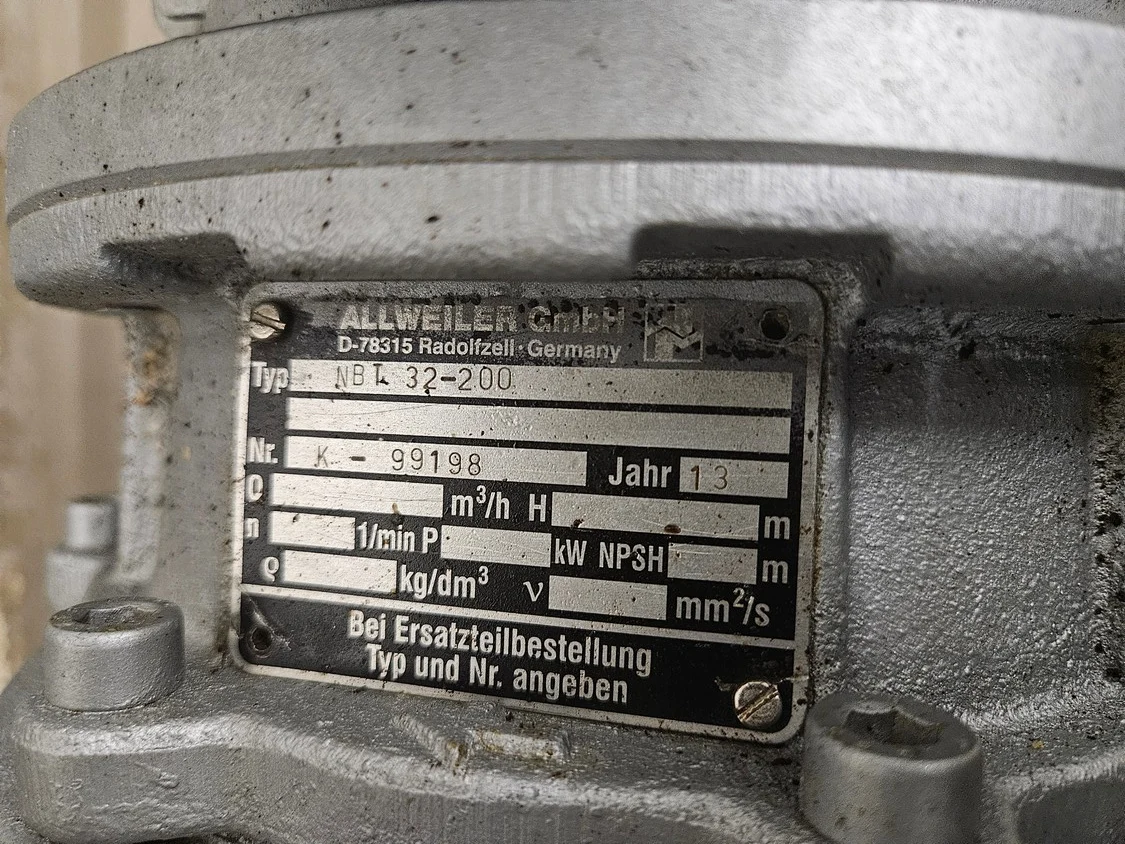 ALLWEILER GmbH
D-78315 Radolfzell · Germany
Typ NBT 32-200
Nr. K - 99198 Jahr 13
Q m³/h H m
n 1/min P kW NPSH m
ϱ kg/dm³ ν mm²/s
Bei Ersatzteilbestellung
Typ und Nr. angeben